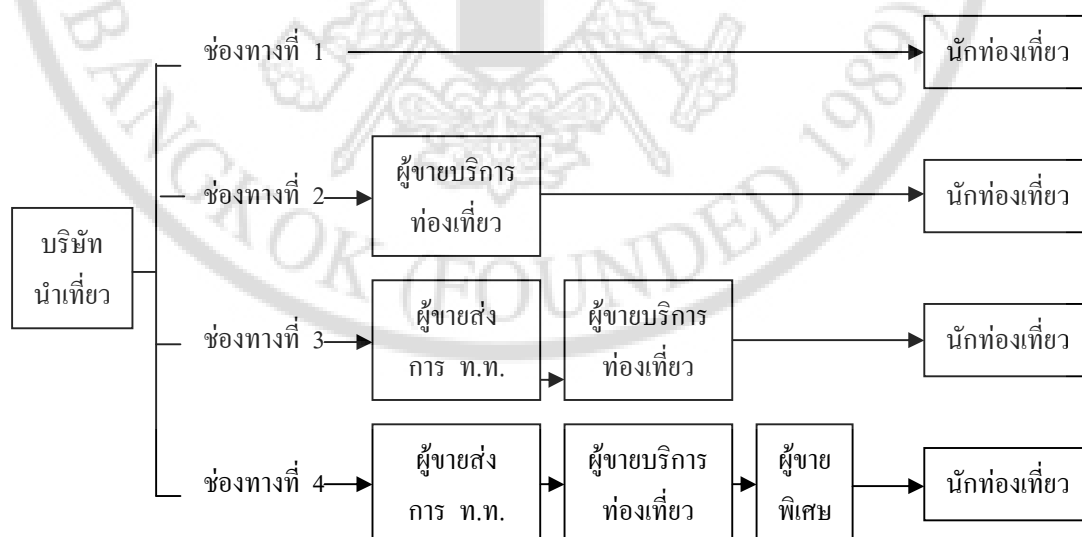 ช่องทางที่ 1
นักท่องเที่ยว
ช่องทางที่ 2
ผู้ขายบริการ
ท่องเที่ยว
นักท่องเที่ยว
บริษัท
นำเที่ยว
ช่องทางที่ 3
ผู้ขายส่ง
การ ท.ท.
ผู้ขายบริการ
ท่องเที่ยว
นักท่องเที่ยว
ช่องทางที่ 4
ผู้ขายส่ง
การ ท.ท.
ผู้ขายบริการ
ท่องเที่ยว
ผู้ขาย
พิเศษ
นักท่องเที่ยว
BANGKOK (FOUNDED 1989)